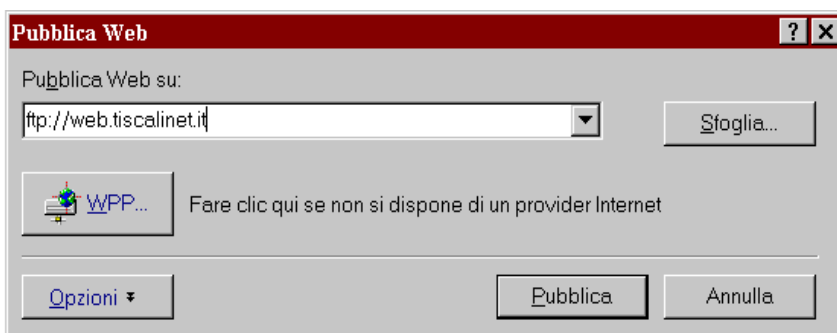 Pubblica Web
Pubblica Web su:
ftp://web.tiscalinet.it
Sfoglia...
WPP...
Fare clic qui se non si dispone di un provider Internet
Opzioni
Pubblica
Annulla